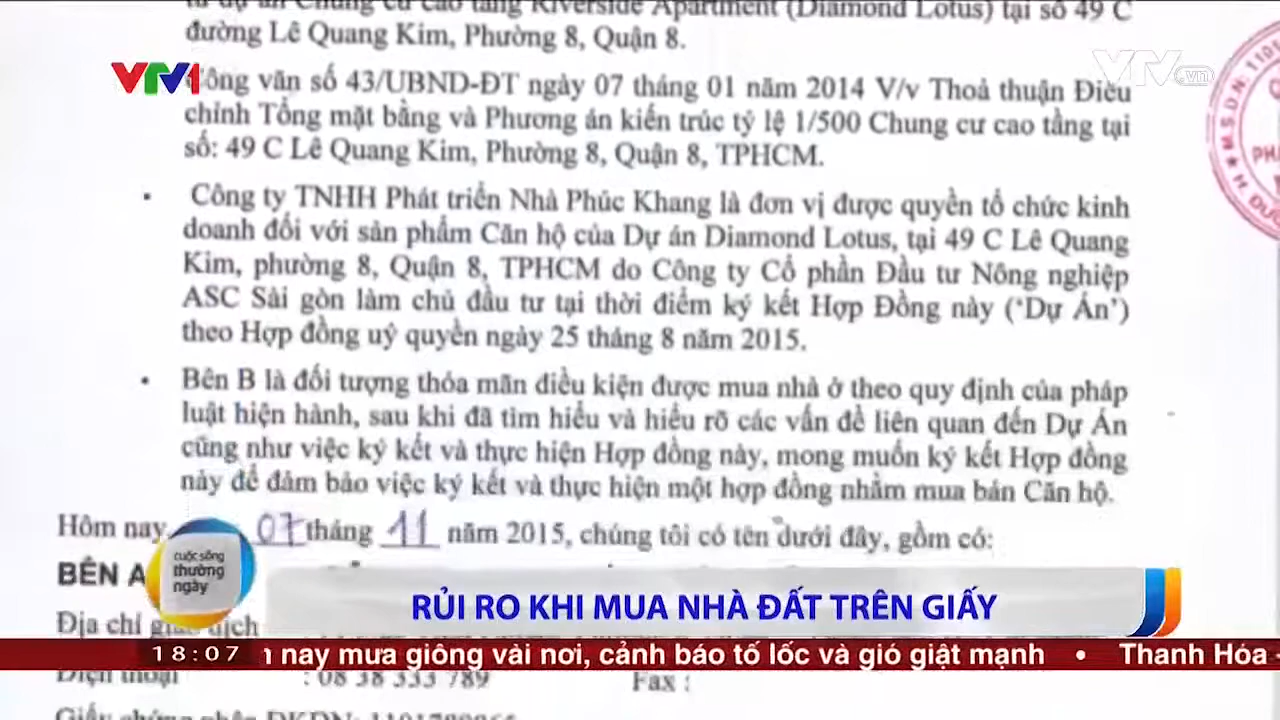 tư dự án Chung cư cao tầng Riverside Apartment (Diamond Lotus) tại số 49 C
đường Lê Quang Kim, Phường 8, Quận 8.
VTV1
VTV.vn
Công văn số 43/UBND-ĐT ngày 07 tháng 01 năm 2014 V/v Thoả thuận Điều
chỉnh Tổng mặt bằng và Phương án kiến trúc tỷ lệ 1/500 Chung cư cao tầng tại
số: 49 C Lê Quang Kim, Phường 8, Quận 8, TPHCM.
M.S.D.N: 110
• Công ty TNHH Phát triển Nhà Phúc Khang là đơn vị được quyền tổ chức kinh
doanh đối với sản phẩm Căn hộ của Dự án Diamond Lotus, tại 49 C Lê Quang
Kim, phường 8, Quận 8, TPHCM do Công ty Cổ phần Đầu tư Nông nghiệp
ASC Sài gòn làm chủ đầu tư tại thời điểm ký kết Hợp Đồng này (‘Dự Án’)
theo Hợp đồng uỷ quyền ngày 25 tháng 8 năm 2015.
• Bên B là đối tượng thỏa mãn điều kiện được mua nhà ở theo quy định của pháp
luật hiện hành, sau khi đã tìm hiểu và hiểu rõ các vấn đề liên quan đến Dự Án
cũng như việc ký kết và thực hiện Hợp đồng này, mong muốn ký kết Hợp đồng
này để đảm bảo việc ký kết và thực hiện một hợp đồng nhằm mua bán Căn hộ.
Hôm nay, 07 tháng 11 năm 2015, chúng tôi có tên dưới đây, gồm có:
BÊN A
cuộc sống
thường
ngày
RỦI RO KHI MUA NHÀ ĐẤT TRÊN GIẤY
Địa chỉ giao dịch
18:07 n nay mưa giông vài nơi, cảnh báo tố lốc và gió giật mạnh • Thanh Hóa -
Điện thoại : 08 38 333 789 Fax :